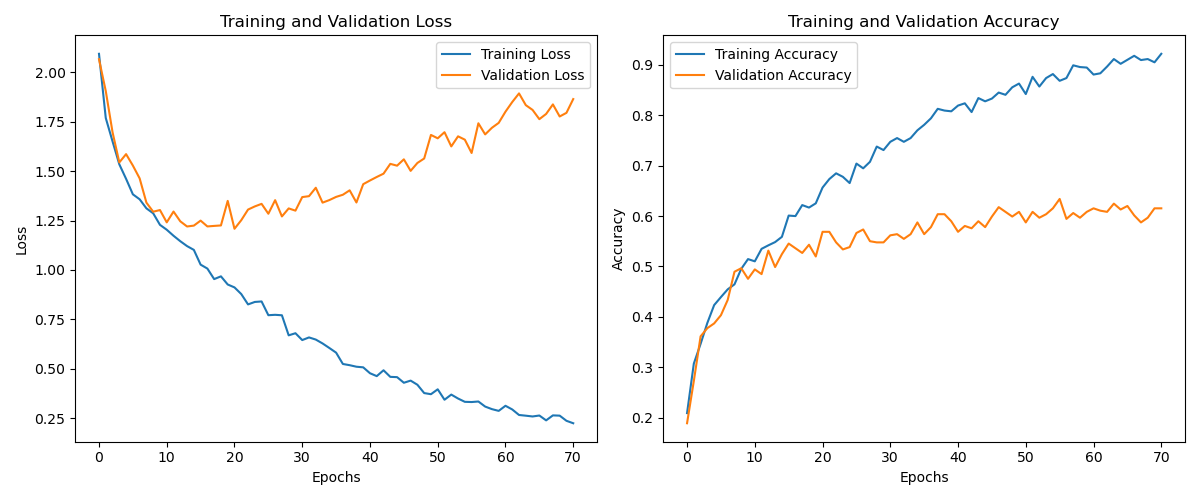 Training and Validation Loss
Training Loss
Validation Loss
2.00
1.75
1.50
1.25
1.00
0.75
0.50
0.25
Loss
0 10 20 30 40 50 60 70
Epochs
Training and Validation Accuracy
Training Accuracy
Validation Accuracy
0.9
0.8
0.7
0.6
0.5
0.4
0.3
0.2
Accuracy
0 10 20 30 40 50 60 70
Epochs